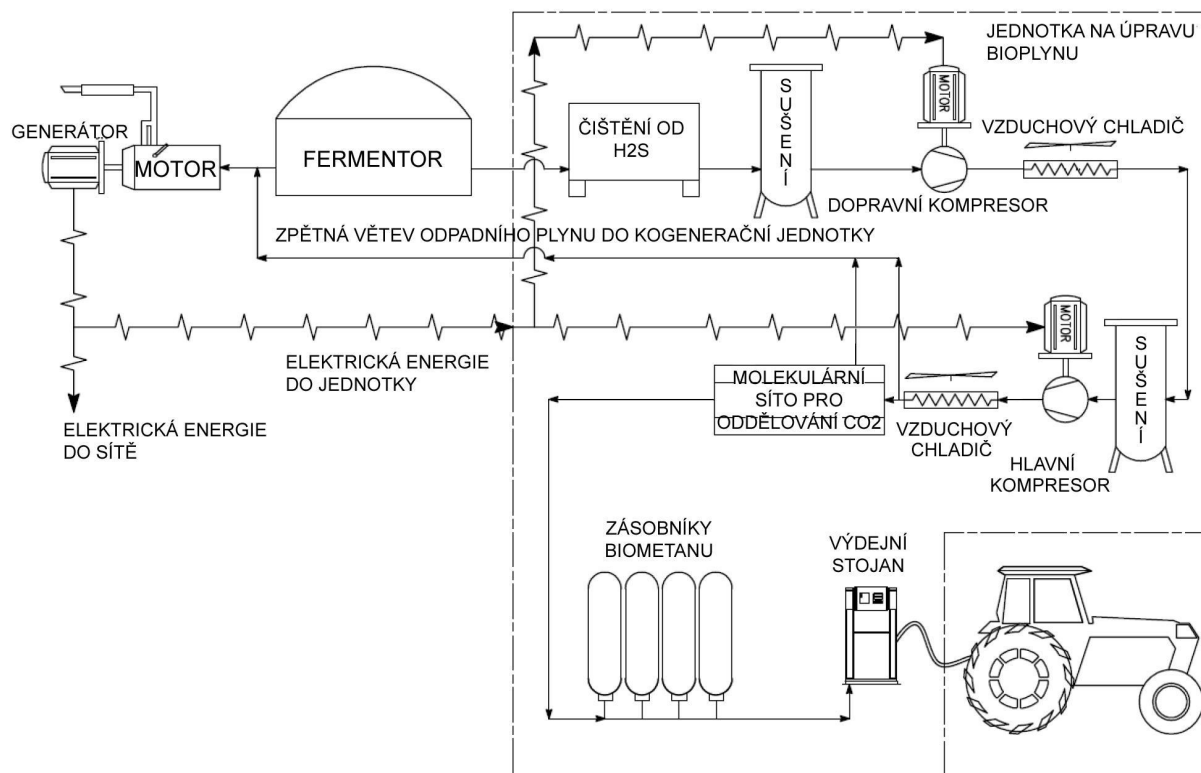 JEDNOTKA NA ÚPRAVU
BIOPLYNU
GENERÁTOR
MOTOR
FERMENTOR
ČIŠTĚNÍ OD
H2S
SUŠENÍ
MOTOR
VZDUCHOVÝ CHLADIČ
DOPRAVNÍ KOMPRESOR
ZPĚTNÁ VĚTEV ODPADNÍHO PLYNU DO KOGENERAČNÍ JEDNOTKY
ELEKTRICKÁ ENERGIE
DO JEDNOTKY
ELEKTRICKÁ ENERGIE
DO SÍTĚ
MOLEKULÁRNÍ
SÍTO PRO
ODDĚLOVÁNÍ CO2
VZDUCHOVÝ
CHLADIČ
MOTOR
SUŠENÍ
HLAVNÍ
KOMPRESOR
ZÁSOBNÍKY
BIOMETANU
VÝDEJNÍ
STOJAN